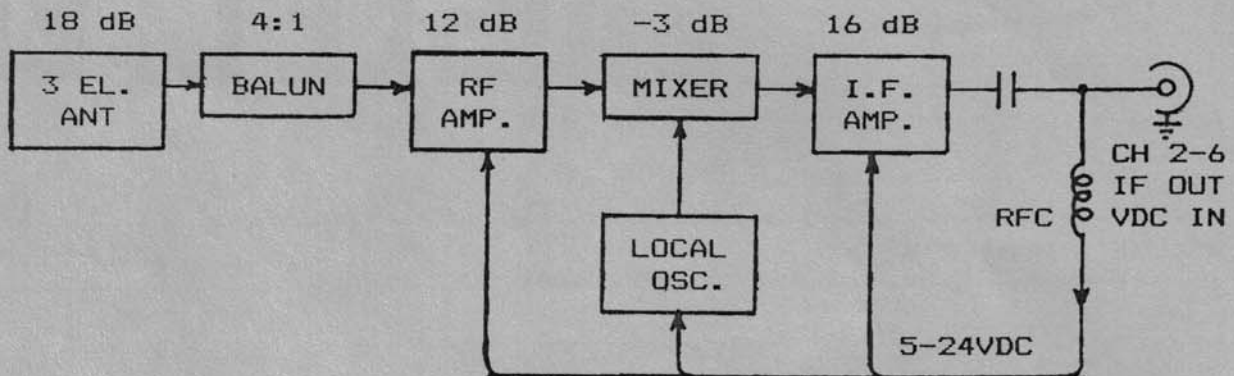 18 dB
4:1
12 dB
-3 dB
16 dB
3 EL.
ANT
BALUN
RF
AMP.
MIXER
I.F.
AMP.
LOCAL
OSC.
RFC
CH 2-6
IF OUT
VDC IN
5-24VDC